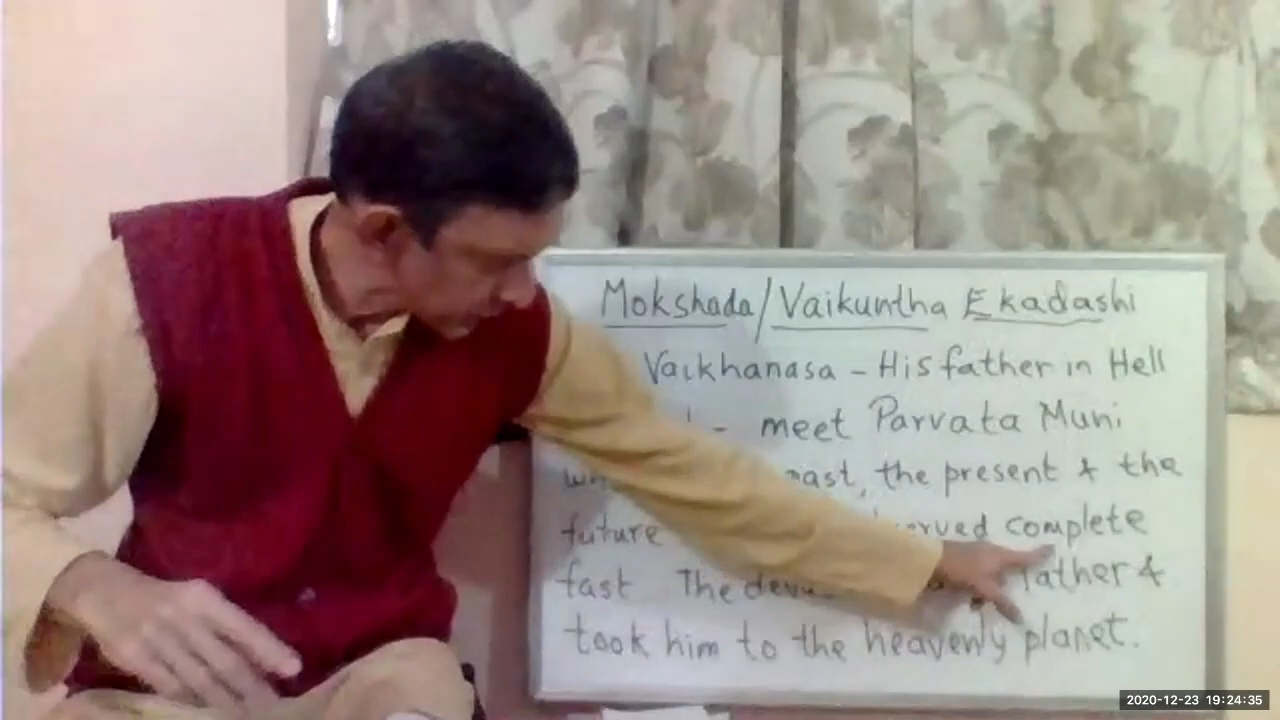 Mokshada/Vaikuntha Ekadashi
Vaikhanasa - His father in Hell
- meet Parvata Muni
past, the present & the
future complete
fast The father &
took him to the heavenly planet.
2020-12-23 19:24:35